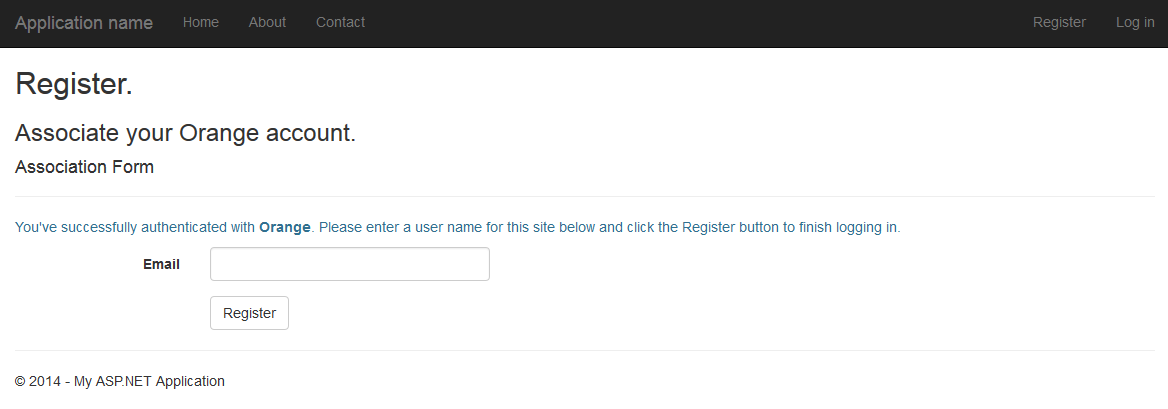 Application name Home About Contact Register Log in
Register.
Associate your Orange account.
Association Form
You've successfully authenticated with Orange. Please enter a user name for this site below and click the Register button to finish logging in.
Email
Register
© 2014 - My ASP.NET Application